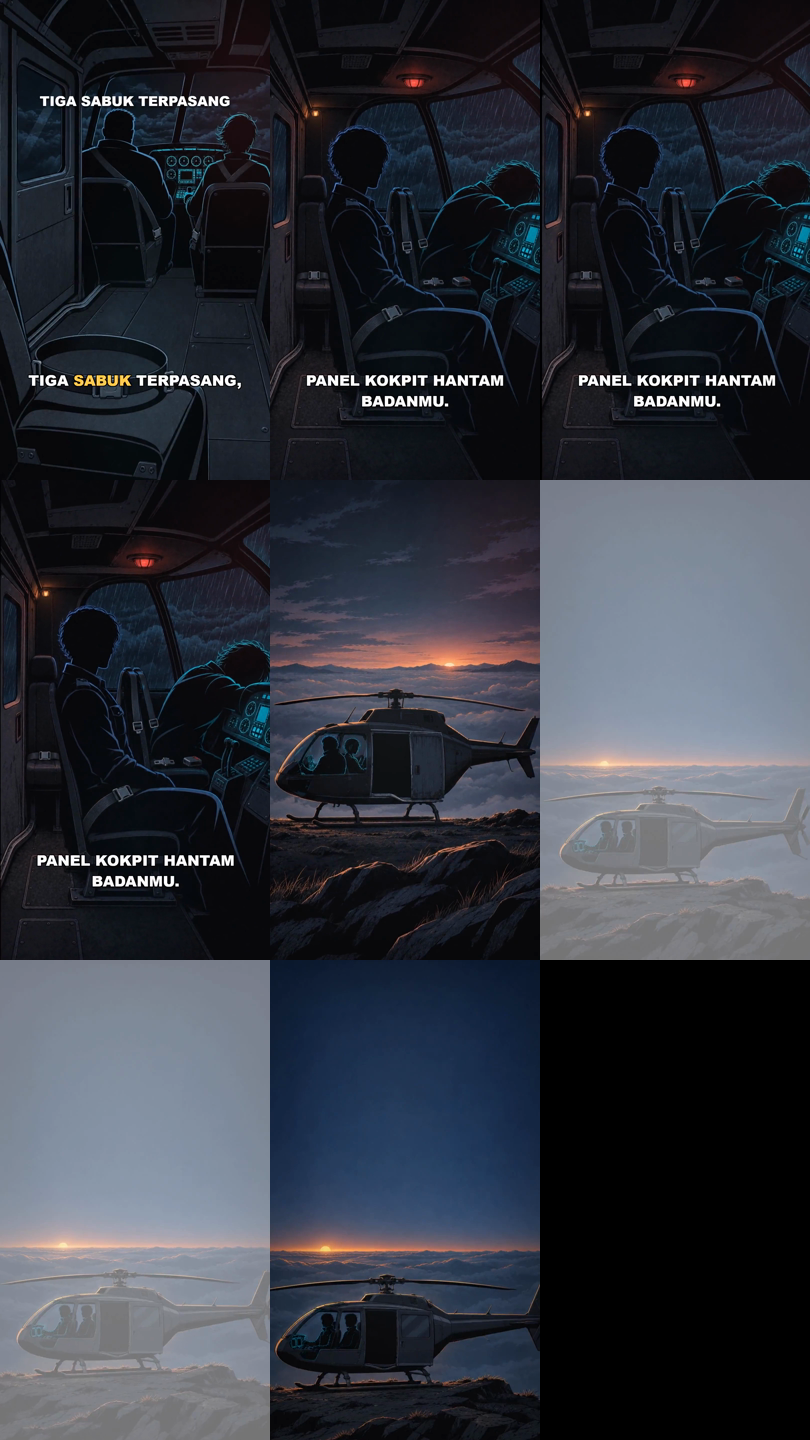 TIGA SABUK TERPASANG
TIGA SABUK TERPASANG,
PANEL KOKPIT HANTAM
BADANMU.
PANEL KOKPIT HANTAM
BADANMU.
PANEL KOKPIT HANTAM
BADANMU.